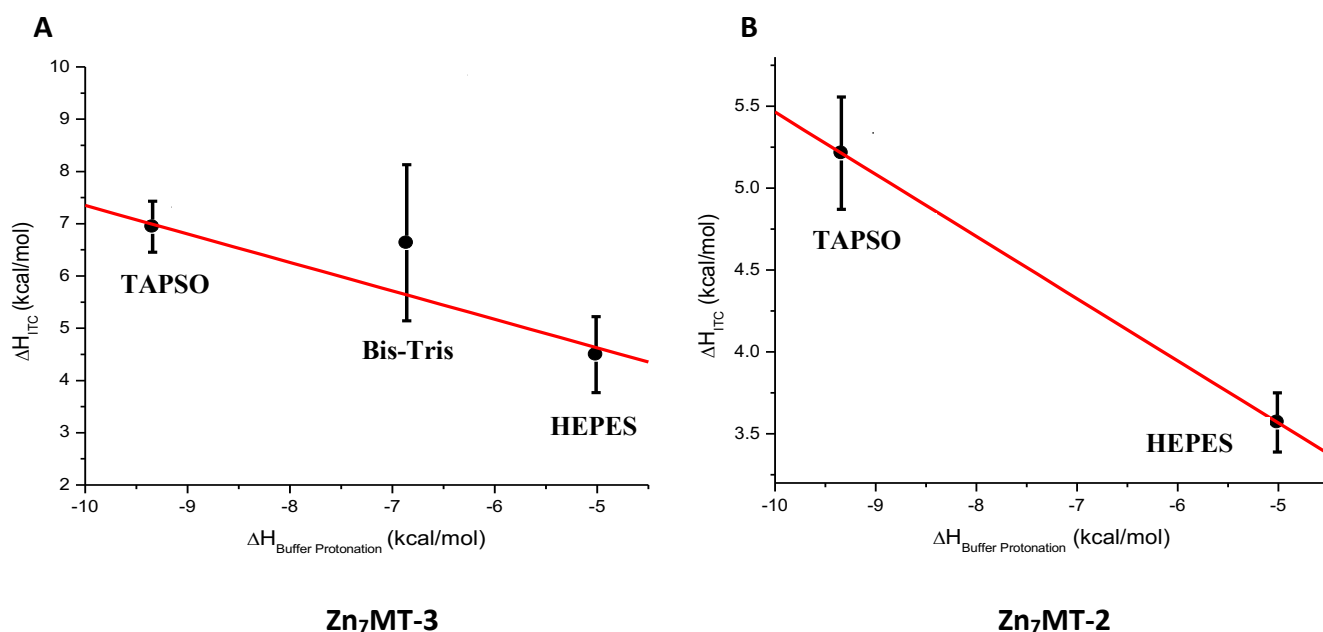 A
10
9
8
7
6
5
4
3
2
ΔH_ITC (kcal/mol)
TAPSO
Bis-Tris
HEPES
-10
-9
-8
-7
-6
-5
ΔH_Buffer Protonation (kcal/mol)
Zn₇MT-3
B
5.5
5.0
4.5
4.0
3.5
ΔH_ITC (kcal/mol)
TAPSO
HEPES
-10
-9
-8
-7
-6
-5
ΔH_Buffer Protonation (kcal/mol)
Zn₇MT-2